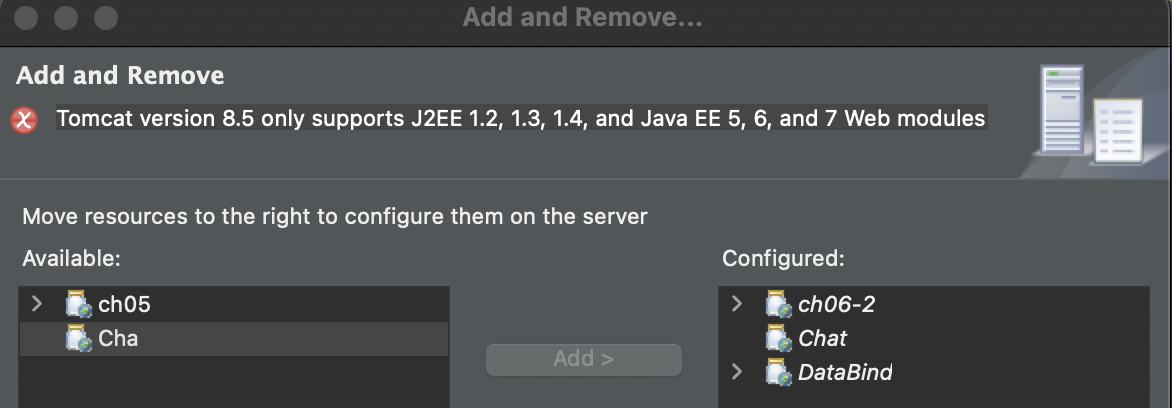 Add and Remove...
Add and Remove
Tomcat version 8.5 only supports J2EE 1.2, 1.3, 1.4, and Java EE 5, 6, and 7 Web modules
Move resources to the right to configure them on the server
Available:
Configured:
ch05
Cha
Add >
ch06-2
Chat
DataBind